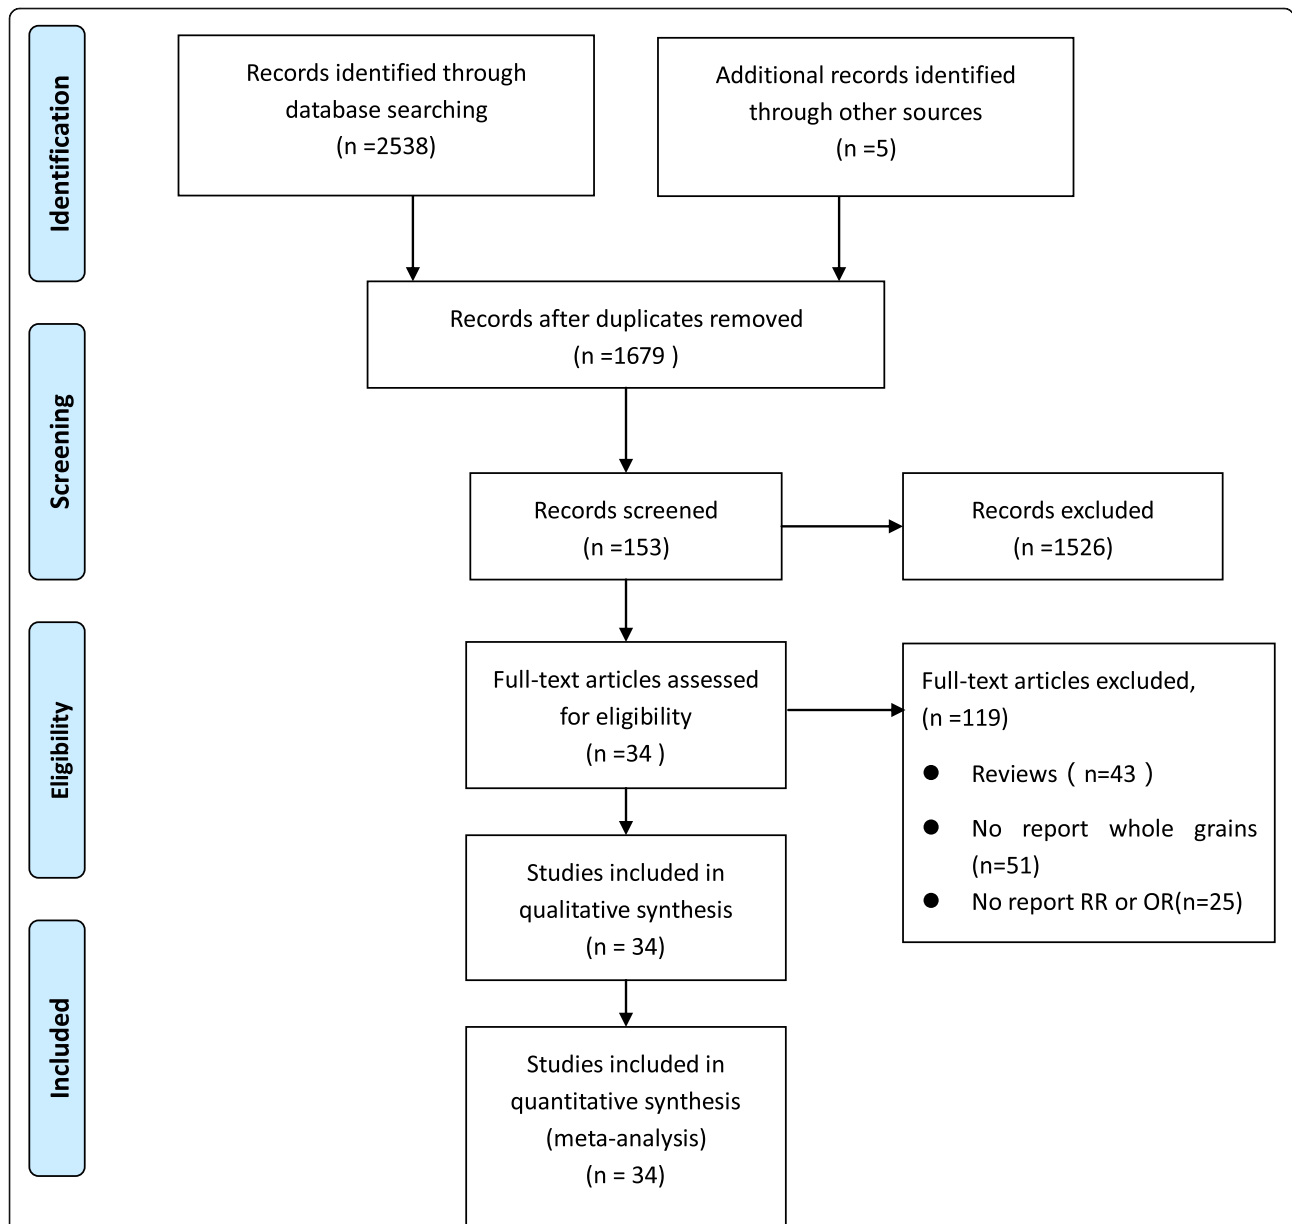 Identification
Records identified through
database searching
(n =2538)
Additional records identified
through other sources
(n =5)
Records after duplicates removed
(n =1679 )
Screening
Records screened
(n =153)
Records excluded
(n =1526)
Eligibility
Full-text articles assessed
for eligibility
(n =34 )
Full-text articles excluded,
(n =119)
● Reviews ( n=43 )
● No report whole grains
(n=51)
● No report RR or OR(n=25)
Studies included in
qualitative synthesis
(n = 34)
Included
Studies included in
quantitative synthesis
(meta-analysis)
(n = 34)